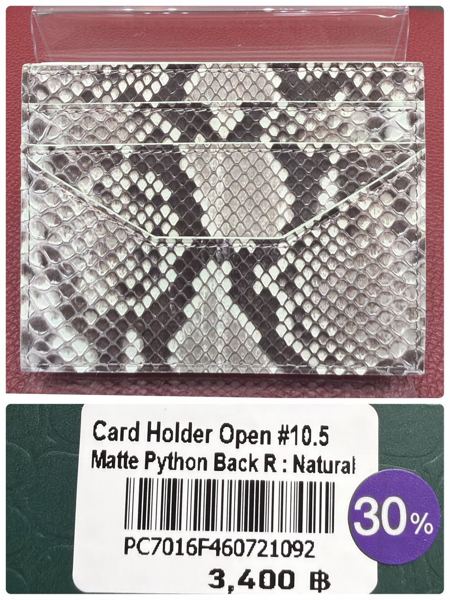 Card Holder Open #10.5
Matte Python Back R : Natural
PC7016F460721092
3,400 ฿
30%